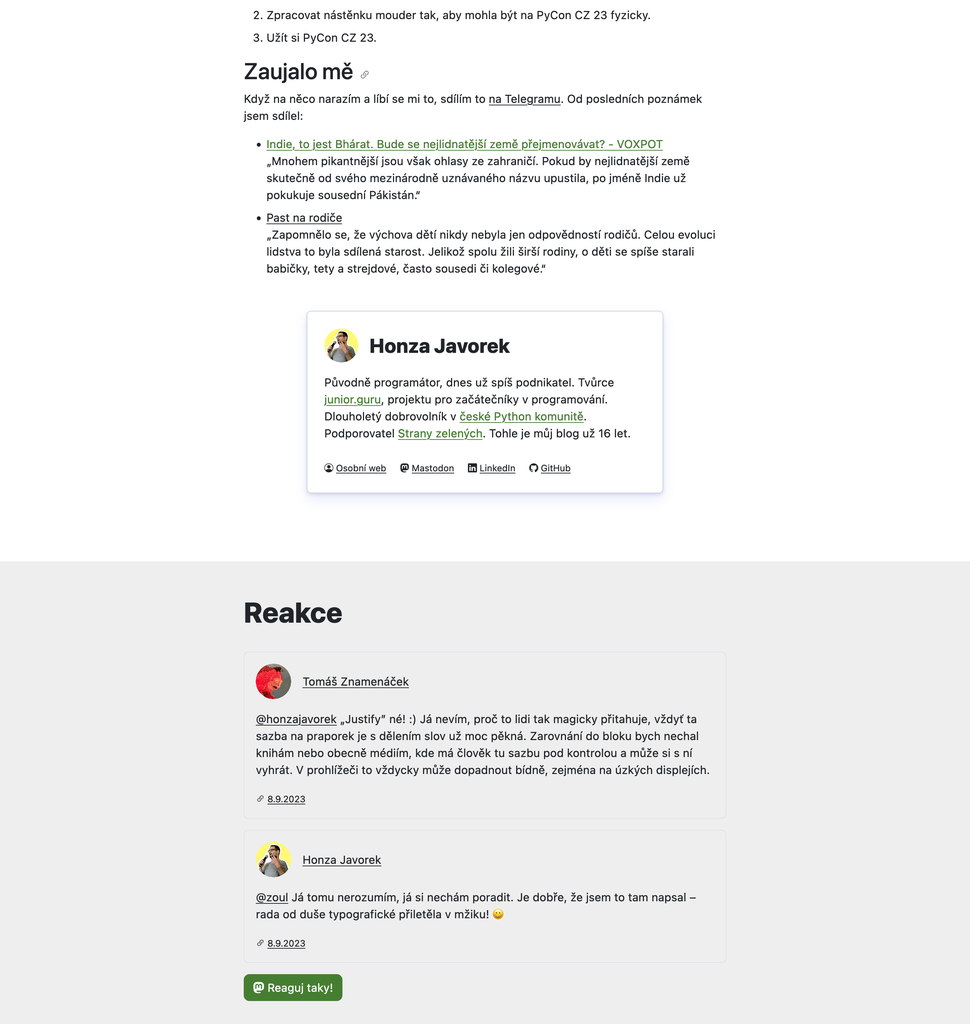 2. Zpracovat nástěnku mouder tak, aby mohla být na PyCon CZ 23 fyzicky.
3. Užít si PyCon CZ 23.
Zaujalo mě
Když na něco narazím a líbí se mi to, sdílím to na Telegramu. Od posledních poznámek
jsem sdílel:
• Indie, to jest Bhárat. Bude se nejlidnatější země přejmenovávat? - VOXPOT
„Mnohem pikantnější jsou však ohlasy ze zahraničí. Pokud by nejlidnatější země
skutečně od svého mezinárodně uznávaného názvu upustila, po jméně Indie už
pokukuje sousední Pákistán.“
• Past na rodiče
„Zapomnělo se, že výchova dětí nikdy nebyla jen odpovědností rodičů. Celou evoluci
lidstva to byla sdílená starost. Jelikož spolu žili širší rodiny, o děti se spíše starali
babičky, tety a strejdové, často sousedi či kolegové.“
Honza Javorek
Původně programátor, dnes už spíš podnikatel. Tvůrce
junior.guru, projektu pro začátečníky v programování.
Dlouholetý dobrovolník v české Python komunitě.
Podporovatel Strany zelených. Tohle je můj blog už 16 let.
Osobní web Mastodon LinkedIn GitHub
Reakce
Tomáš Znamenáček
@honzajavorek „Justify” né! :) Já nevím, proč to lidi tak magicky přitahuje, vždyť ta
sazba na praporek je s dělením slov už moc pěkná. Zarovnání do bloku bych nechal
knihám nebo obecně médiím, kde má člověk tu sazbu pod kontrolou a může si s ní
vyhrát. V prohlížeči to vždycky může dopadnout bídně, zejména na úzkých displejích.
8.9.2023
Honza Javorek
@zoul Já tomu nerozumím, já si nechám poradit. Je dobře, že jsem to tam napsal –
rada od duše typografické přiletěla v mžiku! 😀
8.9.2023
Reaguj taky!